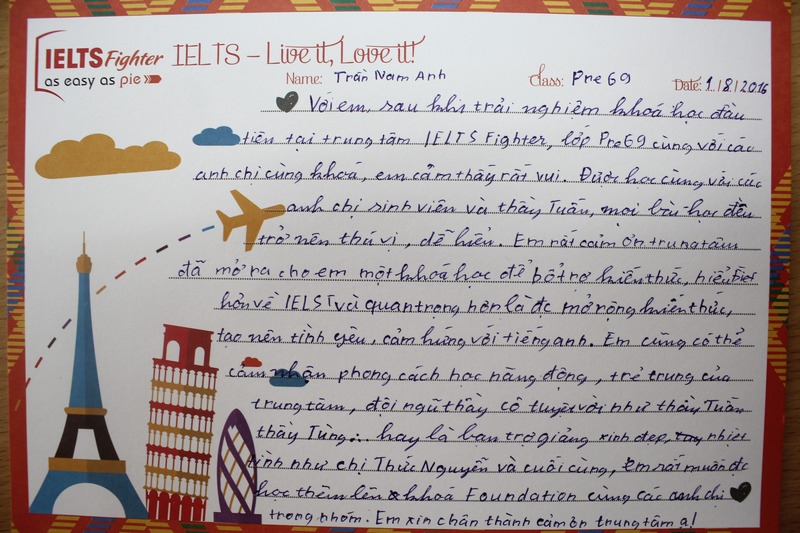 IELTS Fighter IELTS – Live it, Love it!
as easy as pie
Name: Trần Nam Anh Class: Pre 69 Date: 1/8/2016
Với em, sau khi trải nghiệm khoá học đầu
tiên tại trung tâm IELTS Fighter, lớp Pre69 cùng với các
anh chị cùng khoá, em cảm thấy rất vui. Được học cùng với các
anh chị sinh viên và thầy Tuấn, mọi bài học đều
trở nên thú vị, dễ hiểu. Em rất cảm ơn trung tâm
đã mở ra cho em một khoá học để bổ trợ kiến thức, hiểu biết
hơn về IELST và quan trọng hơn là đc mở rộng kiến thức,
tạo nên tình yêu, cảm hứng với tiếng anh. Em cũng có thể
cảm nhận phong cách học năng động, trẻ trung của
trung tâm, đội ngũ thầy cô tuyệt vời như thầy Tuấn
thầy Tùng... hay là ban trợ giảng xinh đẹp, nhiệt
tình như chị Thức Nguyễn và cuối cùng, em rất muốn đc
học thêm lên khoá Foundation cùng các anh chị
trong nhóm. Em xin chân thành cảm ơn trung tâm ạ!